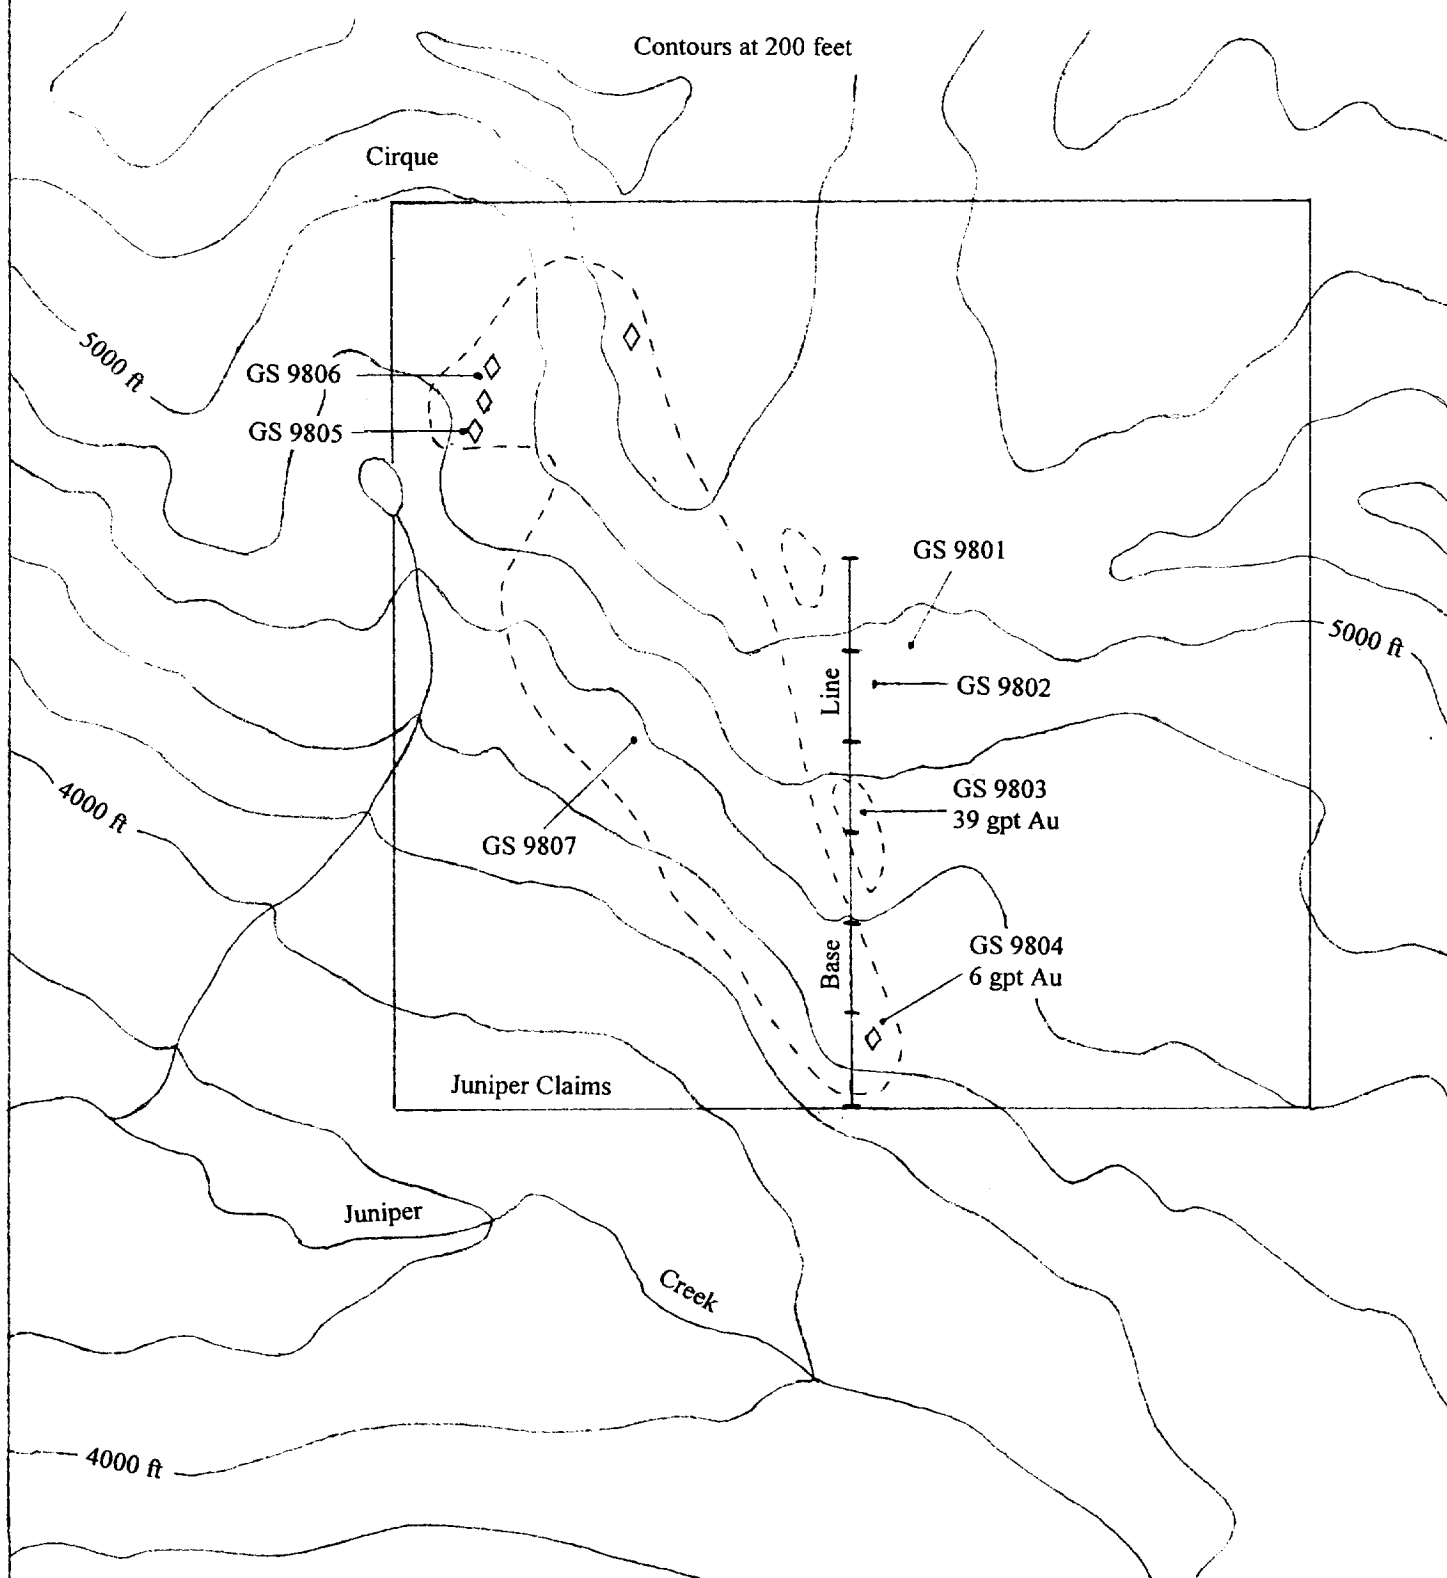 Contours at 200 feet
Cirque
5000 ft
GS 9806
GS 9805
GS 9801
5000 ft
Line
GS 9802
4000 ft
GS 9803
39 gpt Au
GS 9807
Base
GS 9804
6 gpt Au
Juniper Claims
Juniper
Creek
4000 ft